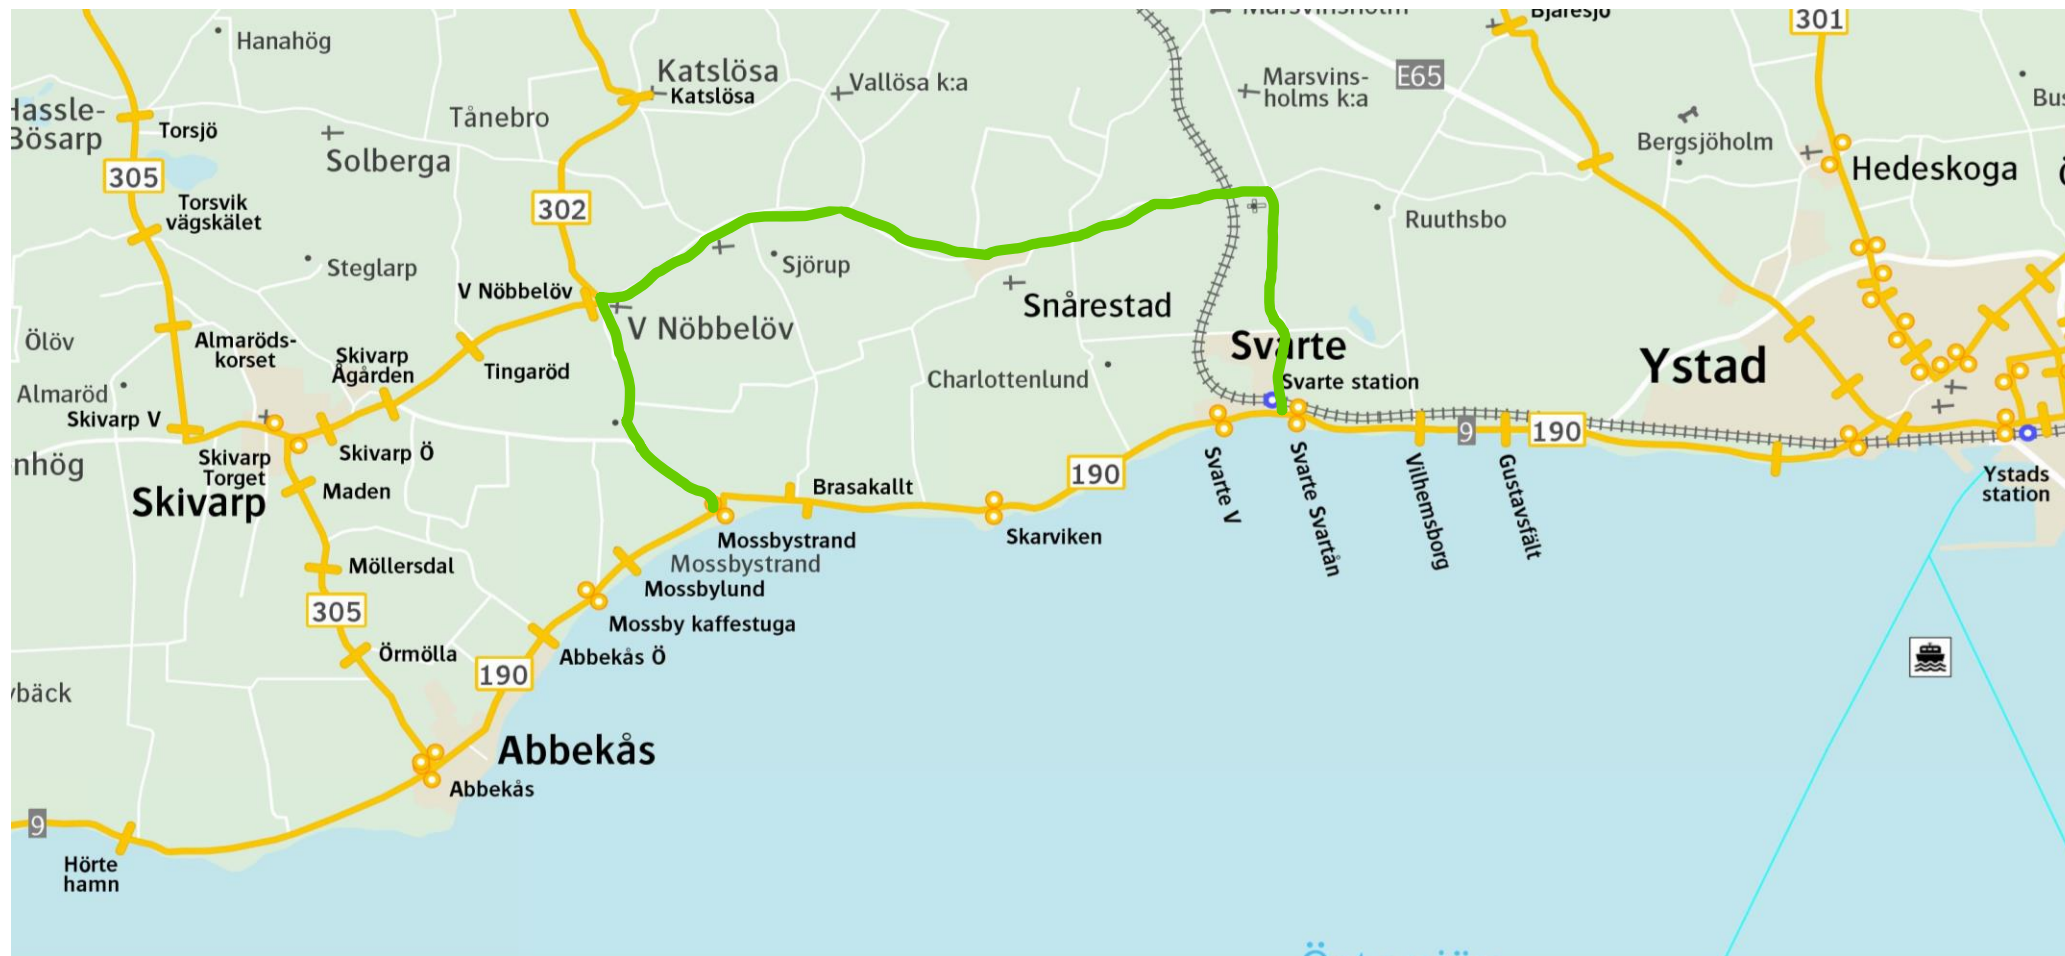 Hanahög
Katslösa
Katslösa
Vallösa k:a
Marsvins-
holms k:a
E65
301
Bösarp
Torsjö
Tånebro
Solberga
Bergsjöholm
Hedeskoga
305
Torsvik
vägskälet
302
Ruuthsbo
Steglarp
V Nöbbelöv
Sjörup
Snårestad
V Nöbbelöv
Ölöv
Almaröds-
korset
Skivarp
Ågården
Tingaröd
Svarte
Svarte station
Ystad
Almaröd
Charlottenlund
Skivarp V
Skivarp Ö
Skivarp
Torget
Skivarp
Maden
190
9
190
Brasakallt
Svarte V
Svarte Svartån
Vilhemsborg
Gustavsfält
Ystads
station
Skarviken
Mossbystrand
Mossbystrand
Möllersdal
Mossbylund
305
Mossby kaffestuga
Örmölla
Abbekås Ö
190
Abbekås
Abbekås
9
Hörte
hamn